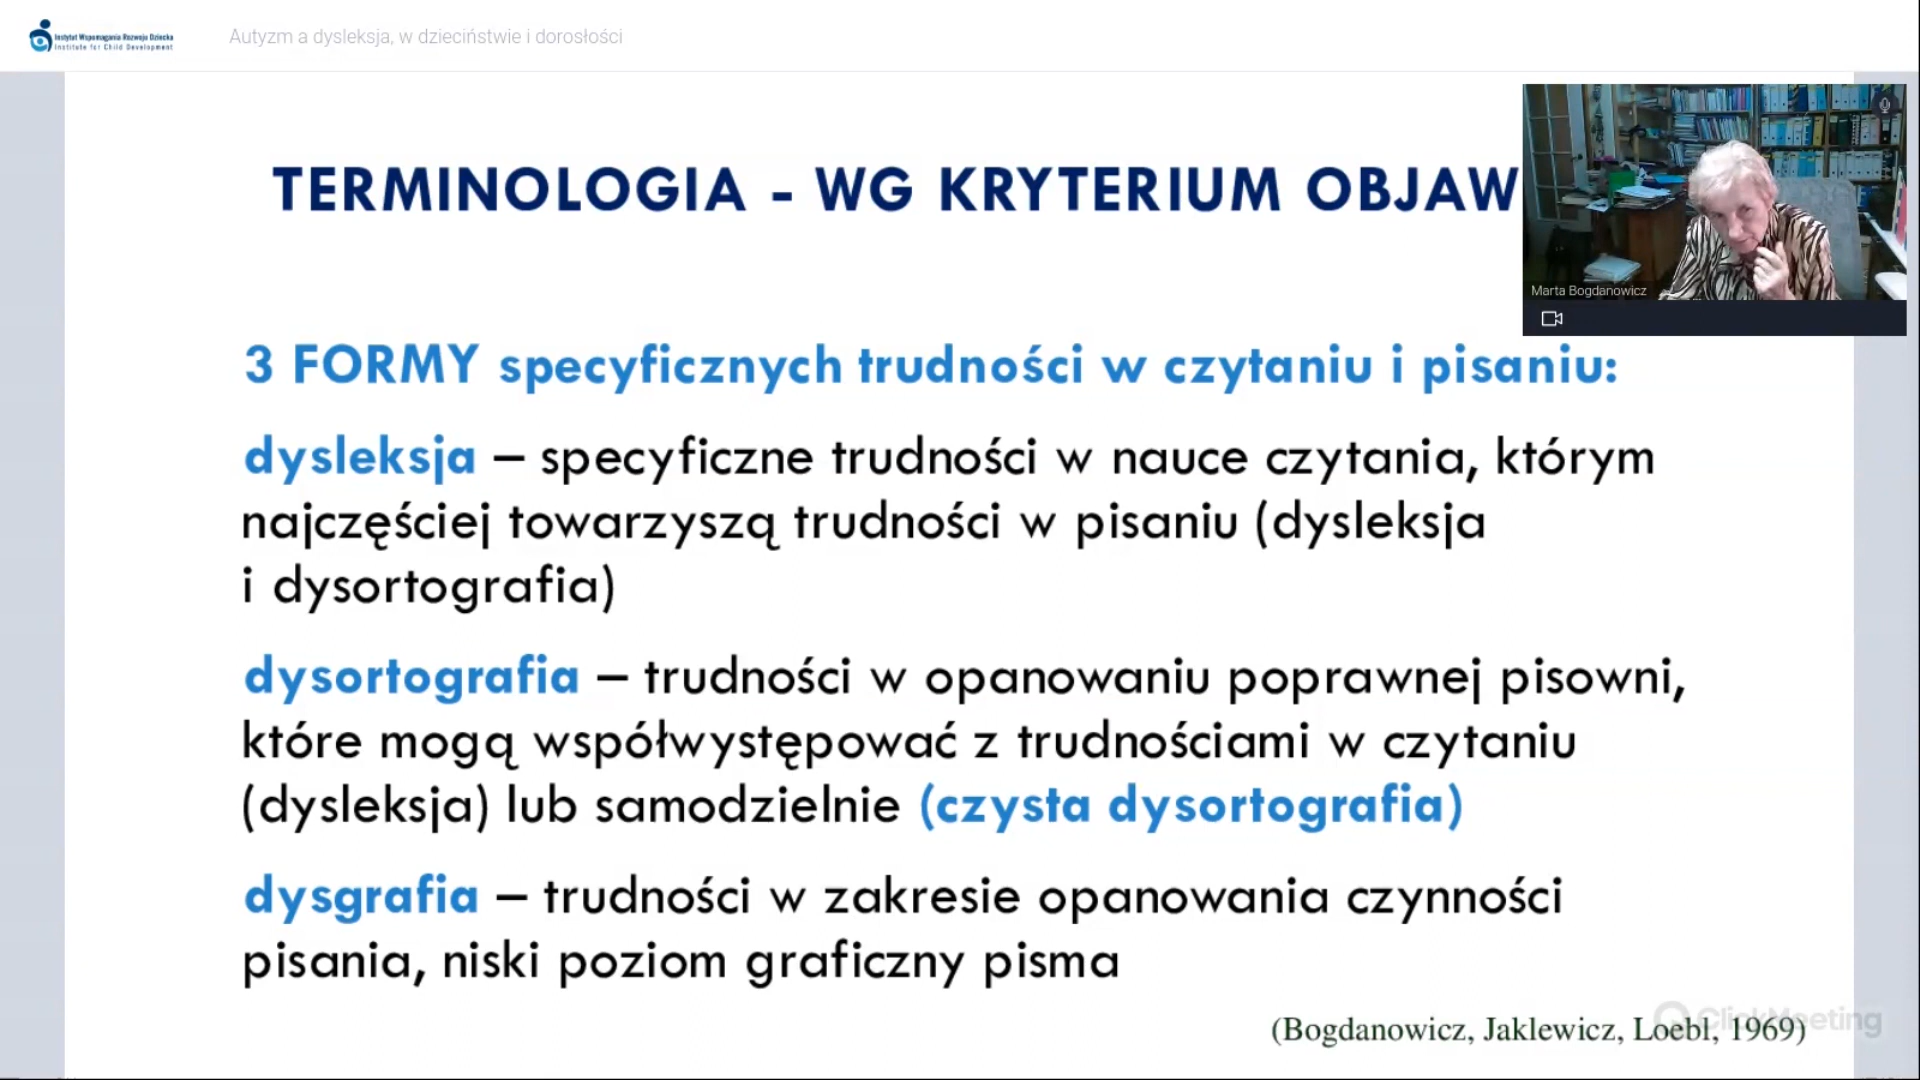 Instytut Wspomagania Rozwoju Dziecka
Institute for Child Development
Autyzm a dysleksja, w dzieciństwie i dorosłości
TERMINOLOGIA - WG KRYTERIUM OBJAW
Marta Bogdanowicz
3 FORMY specyficznych trudności w czytaniu i pisaniu:
dysleksja – specyficzne trudności w nauce czytania, którym
najczęściej towarzyszą trudności w pisaniu (dysleksja
i dysortografia)
dysortografia – trudności w opanowaniu poprawnej pisowni,
które mogą współwystępować z trudnościami w czytaniu
(dysleksja) lub samodzielnie (czysta dysortografia)
dysgrafia – trudności w zakresie opanowania czynności
pisania, niski poziom graficzny pisma
ClickMeeting
(Bogdanowicz, Jaklewicz, Loebl, 1969)